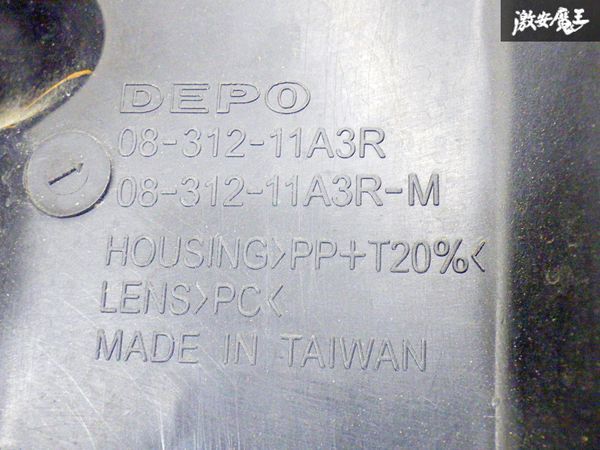 激安魔王
DEPO
08-312-11A3R
08-312-11A3R-M
HOUSING>PP+T20%<
LENS>PC<
MADE IN TAIWAN